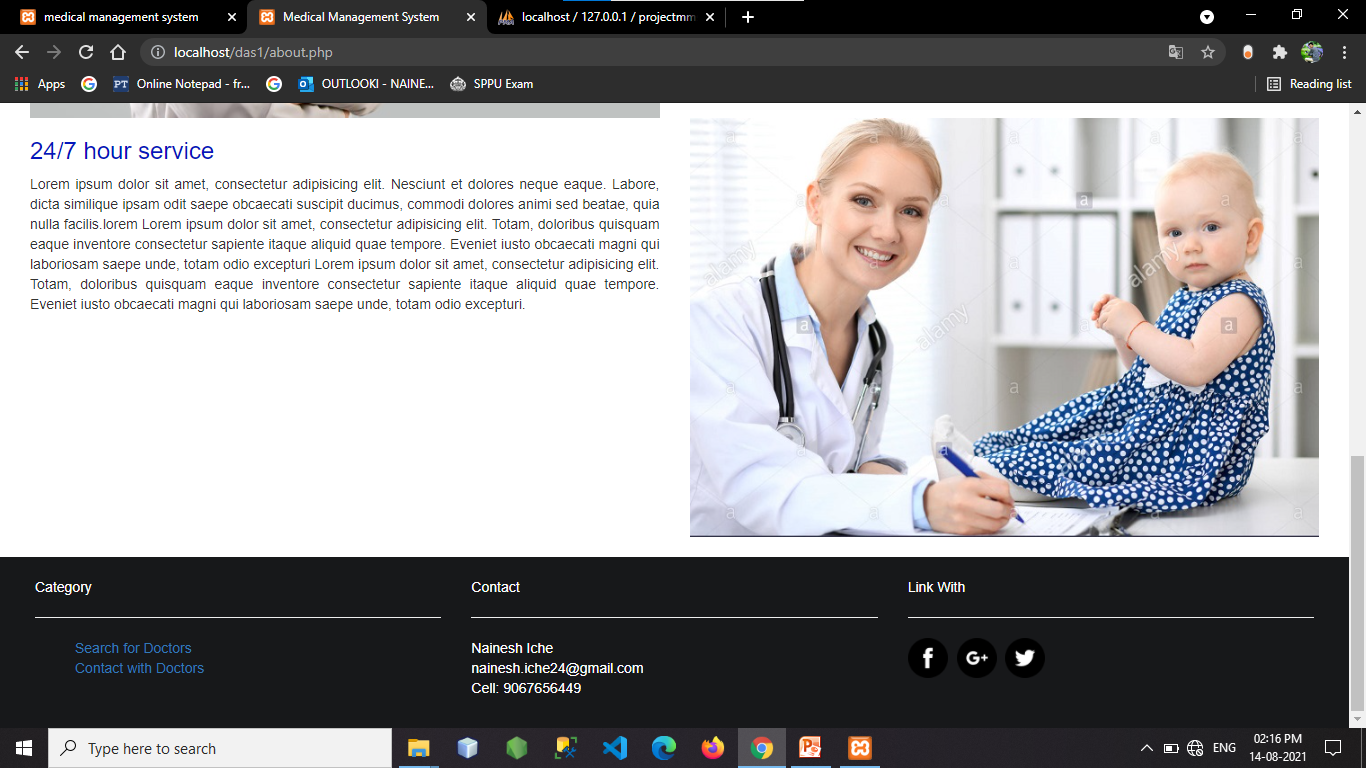 medical management system
Medical Management System
localhost / 127.0.0.1 / projectmm
localhost/das1/about.php
Apps
PT
Online Notepad - fr...
OUTLOOKI - NAINE...
SPPU Exam
Reading list
24/7 hour service
Lorem ipsum dolor sit amet, consectetur adipisicing elit. Nesciunt et dolores neque eaque. Labore,
dicta similique ipsam odit saepe obcaecati suscipit ducimus, commodi dolores animi sed beatae, quia
nulla facilis.lorem Lorem ipsum dolor sit amet, consectetur adipisicing elit. Totam, doloribus quisquam
eaque inventore consectetur sapiente itaque aliquid quae tempore. Eveniet iusto obcaecati magni qui
laboriosam saepe unde, totam odio excepturi Lorem ipsum dolor sit amet, consectetur adipisicing elit.
Totam, doloribus quisquam eaque inventore consectetur sapiente itaque aliquid quae tempore.
Eveniet iusto obcaecati magni qui laboriosam saepe unde, totam odio excepturi.
alamy
alamy
alamy
alamy
Category
Search for Doctors
Contact with Doctors
Contact
Nainesh Iche
nainesh.iche24@gmail.com
Cell: 9067656449
Link With
G+
Type here to search
ENG
02:16 PM
14-08-2021